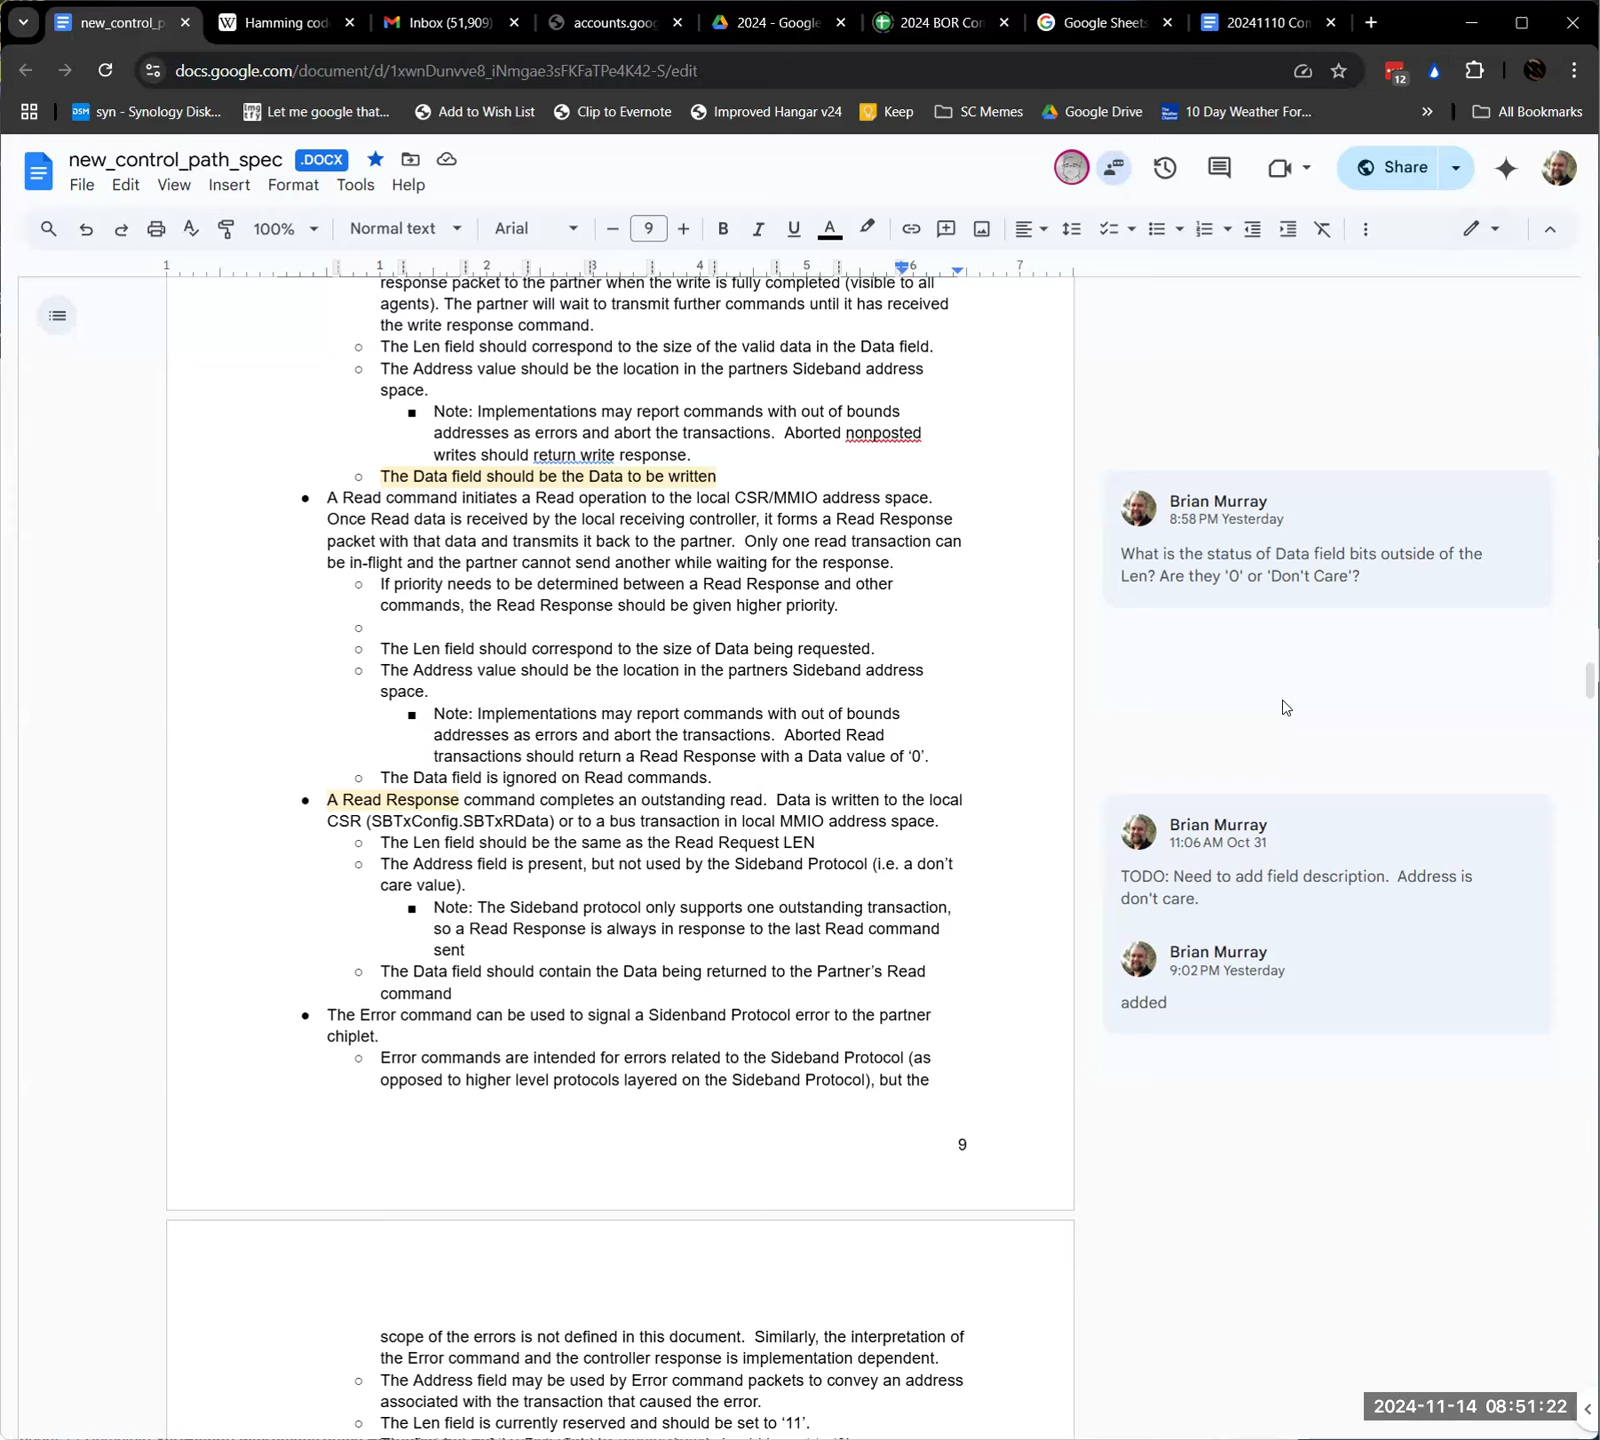 new_control_p
Hamming cod
Inbox (51,909)
accounts.goog
2024 - Google
2024 BOR Con
Google Sheets
20241110 Con
docs.google.com/document/d/1xwnDunvve8_iNmgae3sFKFaTPe4K42-S/edit
12
syn - Synology Disk...
Let me google that...
Add to Wish List
Clip to Evernote
Improved Hangar v24
Keep
SC Memes
Google Drive
10 Day Weather For...
All Bookmarks
new_control_path_spec
.DOCX
Share
File Edit View Insert Format Tools Help
100% Normal text Arial 9 B I U A
1 1 2 3 4 5 6 7
response packet to the partner when the write is fully completed (visible to all
agents). The partner will wait to transmit further commands until it has received
the write response command.
○ The Len field should correspond to the size of the valid data in the Data field.
○ The Address value should be the location in the partners Sideband address
space.
■ Note: Implementations may report commands with out of bounds
addresses as errors and abort the transactions.  Aborted nonposted
writes should return write response.
○ The Data field should be the Data to be written
● A Read command initiates a Read operation to the local CSR/MMIO address space.
Once Read data is received by the local receiving controller, it forms a Read Response
packet with that data and transmits it back to the partner.  Only one read transaction can
be in-flight and the partner cannot send another while waiting for the response.
○ If priority needs to be determined between a Read Response and other
commands, the Read Response should be given higher priority.
○
○ The Len field should correspond to the size of Data being requested.
○ The Address value should be the location in the partners Sideband address
space.
■ Note: Implementations may report commands with out of bounds
addresses as errors and abort the transactions.  Aborted Read
transactions should return a Read Response with a Data value of ‘0’.
○ The Data field is ignored on Read commands.
● A Read Response command completes an outstanding read.  Data is written to the local
CSR (SBTxConfig.SBTxRData) or to a bus transaction in local MMIO address space.
○ The Len field should be the same as the Read Request LEN
○ The Address field is present, but not used by the Sideband Protocol (i.e. a don’t
care value).
■ Note: The Sideband protocol only supports one outstanding transaction,
so a Read Response is always in response to the last Read command
sent
○ The Data field should contain the Data being returned to the Partner’s Read
command
● The Error command can be used to signal a Sidenband Protocol error to the partner
chiplet.
○ Error commands are intended for errors related to the Sideband Protocol (as
opposed to higher level protocols layered on the Sideband Protocol), but the
9
scope of the errors is not defined in this document.  Similarly, the interpretation of
the Error command and the controller response is implementation dependent.
○ The Address field may be used by Error command packets to convey an address
associated with the transaction that caused the error.
○ The Len field is currently reserved and should be set to ‘11’.
Brian Murray
8:58 PM Yesterday
What is the status of Data field bits outside of the
Len? Are they '0' or 'Don't Care'?
Brian Murray
11:06 AM Oct 31
TODO: Need to add field description.  Address is
don't care.
Brian Murray
9:02 PM Yesterday
added
2024-11-14 08:51:22